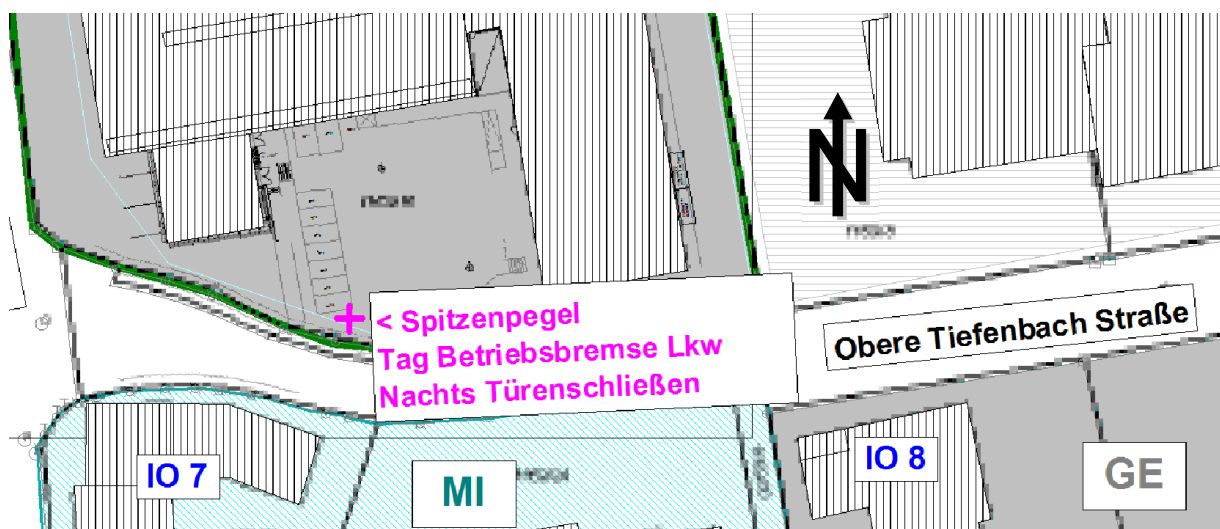 N
< Spitzenpegel
Tag Betriebsbremse Lkw
Nachts Türenschließen
Obere Tiefenbach Straße
IO 7
MI
IO 8
GE